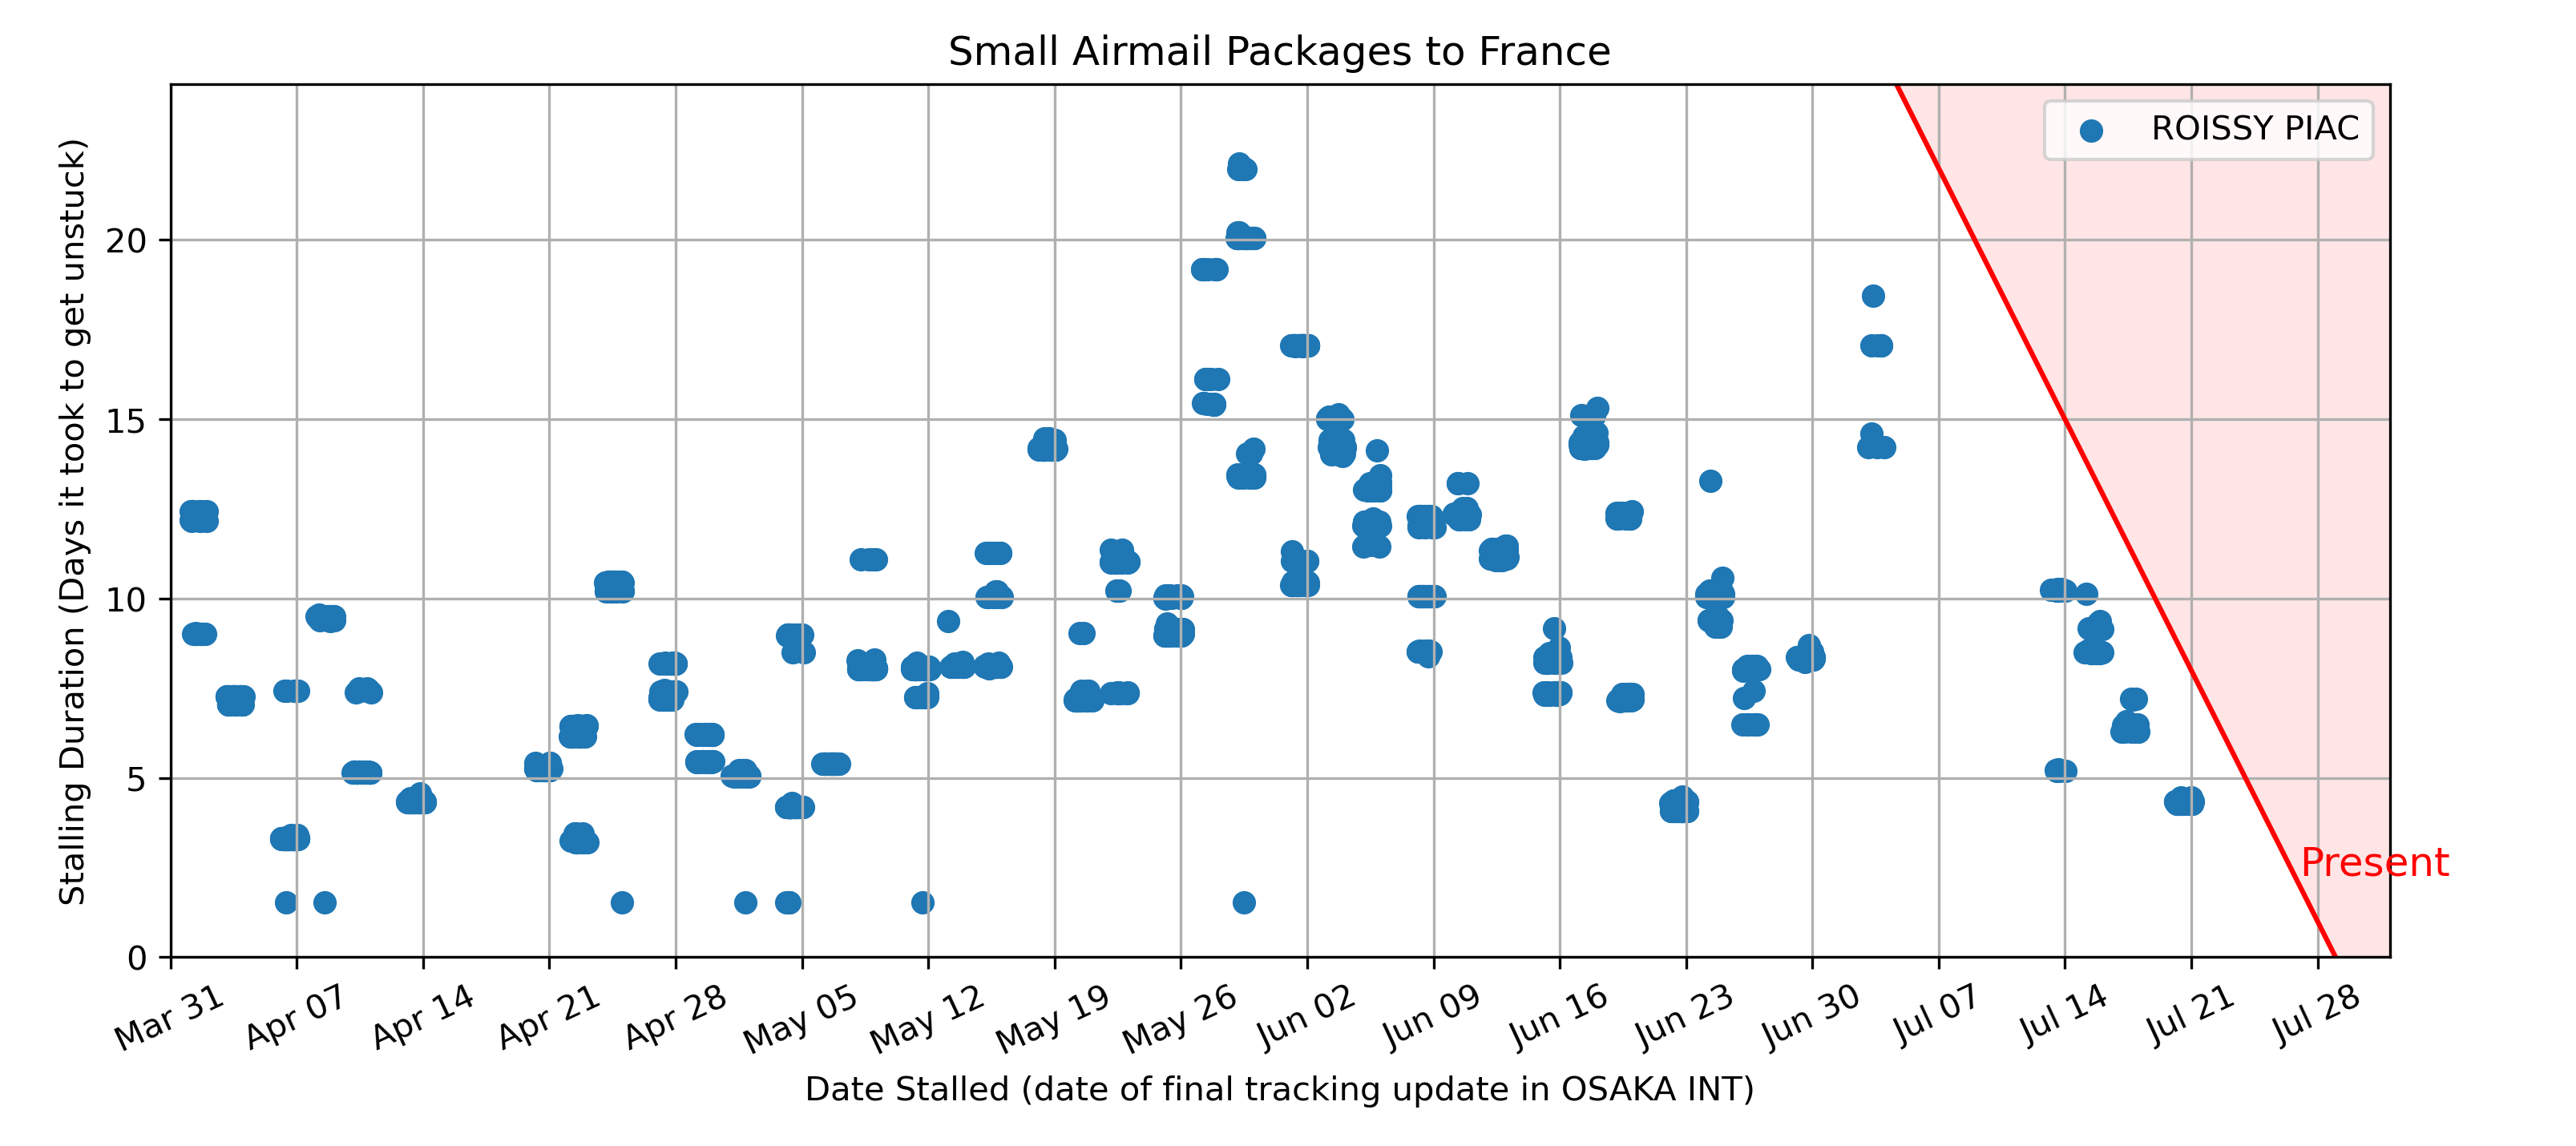 Small Airmail Packages to France
ROISSY PIAC
Stalling Duration (Days it took to get unstuck)
20
15
10
5
0
Present
Mar 31
Apr 07
Apr 14
Apr 21
Apr 28
May 05
May 12
May 19
May 26
Jun 02
Jun 09
Jun 16
Jun 23
Jun 30
Jul 07
Jul 14
Jul 21
Jul 28
Date Stalled (date of final tracking update in OSAKA INT)